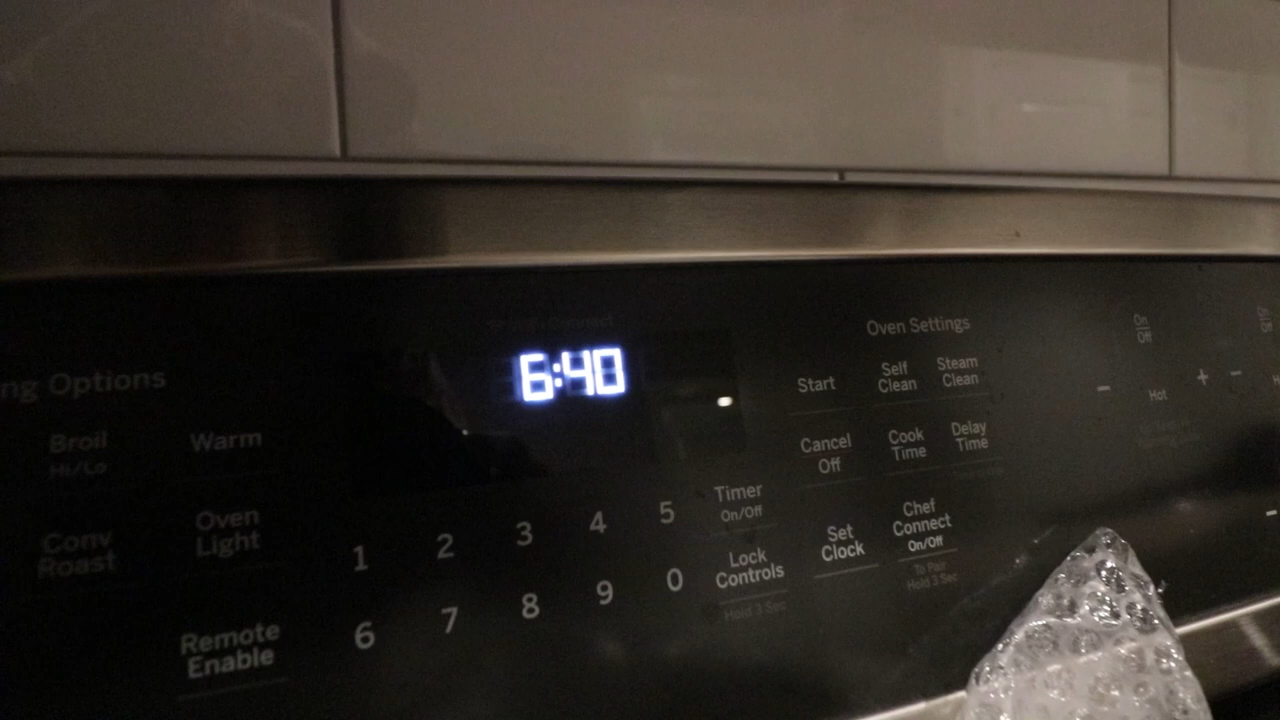 ng Options
Broil
Hi/Lo
Warm
Conv
Roast
Oven
Light
Remote
Enable
6:40
1 2 3 4 5
6 7 8 9 0
Timer
On/Off
Lock
Controls
Hold 3 Sec
Oven Settings
Start
Self
Clean
Steam
Clean
Cancel
Off
Cook
Time
Delay
Time
Set
Clock
Chef
Connect
On/Off
To Pair
Hold 3 Sec
On
Off
- Hot + -